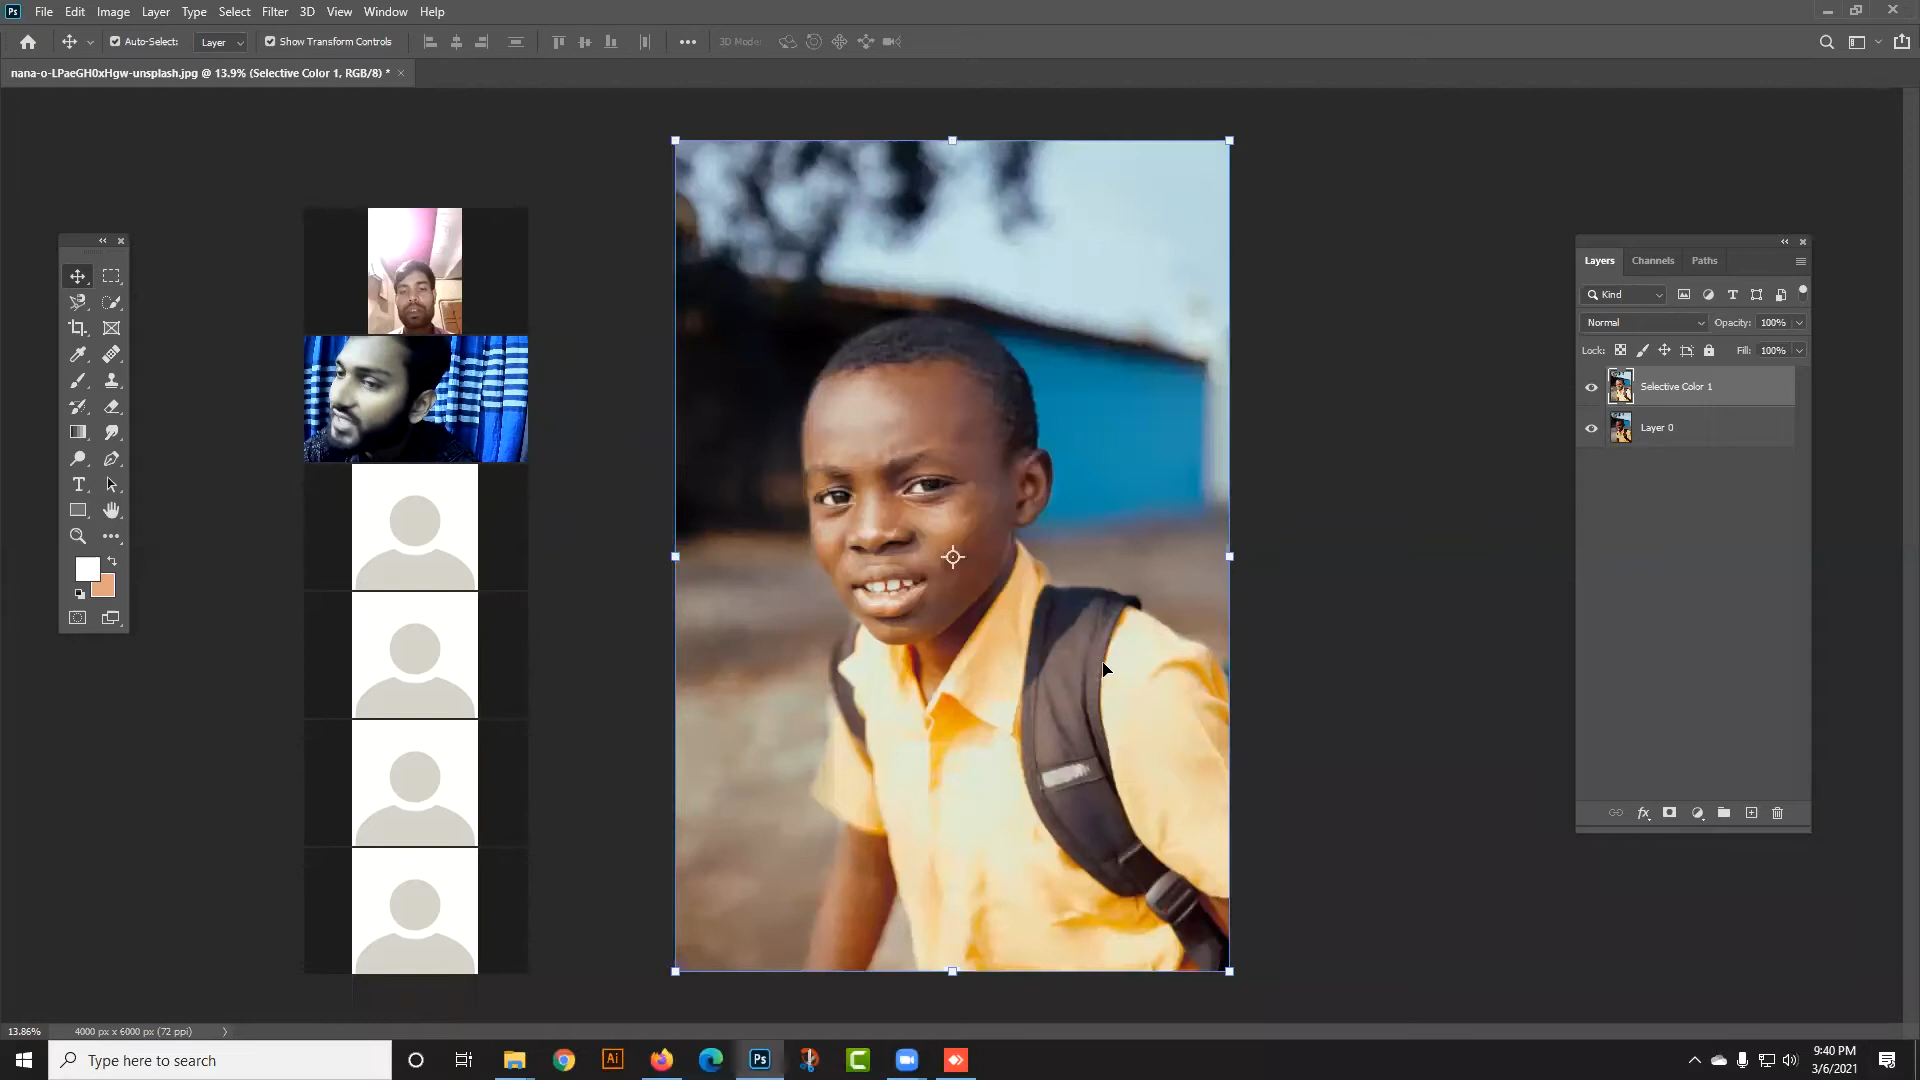 Ps File Edit Image Layer Type Select Filter 3D View Window Help
Auto-Select: Layer Show Transform Controls 3D Mode:
nana-o-LPaeGH0xHgw-unsplash.jpg @ 13.9% (Selective Color 1, RGB/8) *
Layers Channels Paths
Kind
Normal Opacity: 100%
Lock: Fill: 100%
Selective Color 1
Layer 0
13.86% 4000 px x 6000 px (72 ppi)
Type here to search
Ai Ps
9:40 PM
3/6/2021